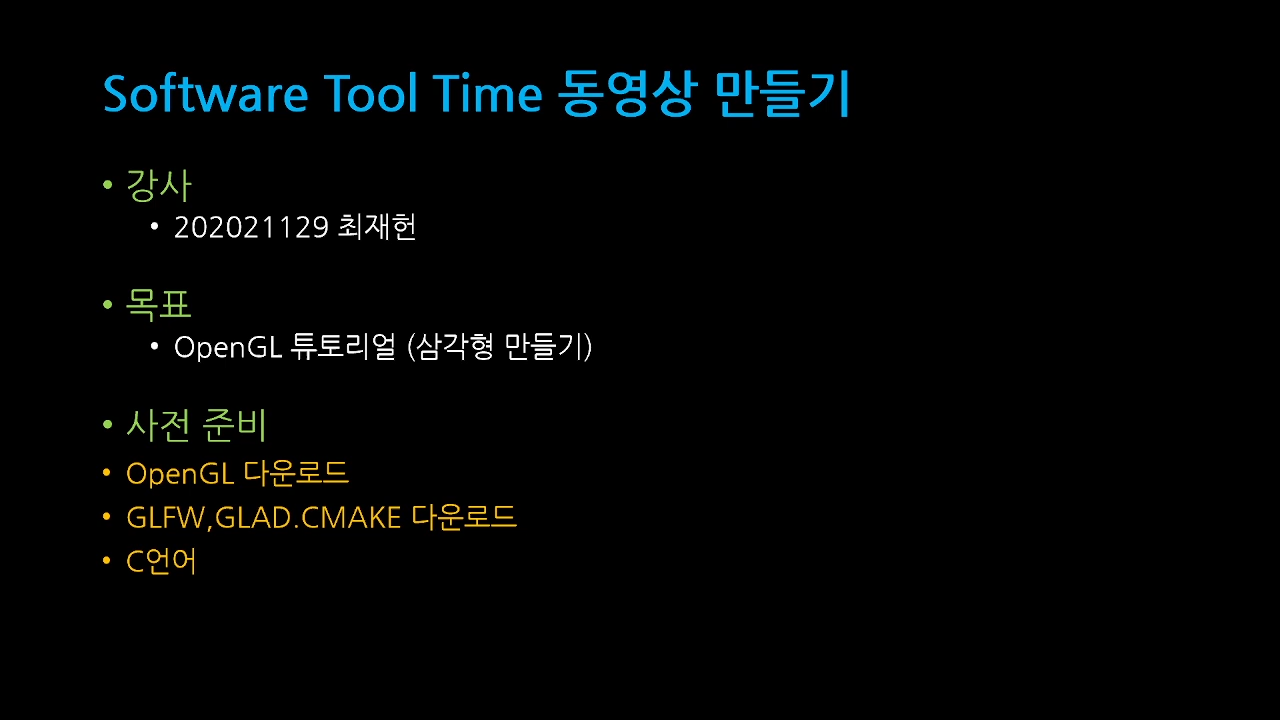 Software Tool Time 동영상 만들기
• 강사
• 202021129 최재헌
• 목표
• OpenGL 튜토리얼 (삼각형 만들기)
• 사전 준비
• OpenGL 다운로드
• GLFW,GLAD.CMAKE 다운로드
• C언어